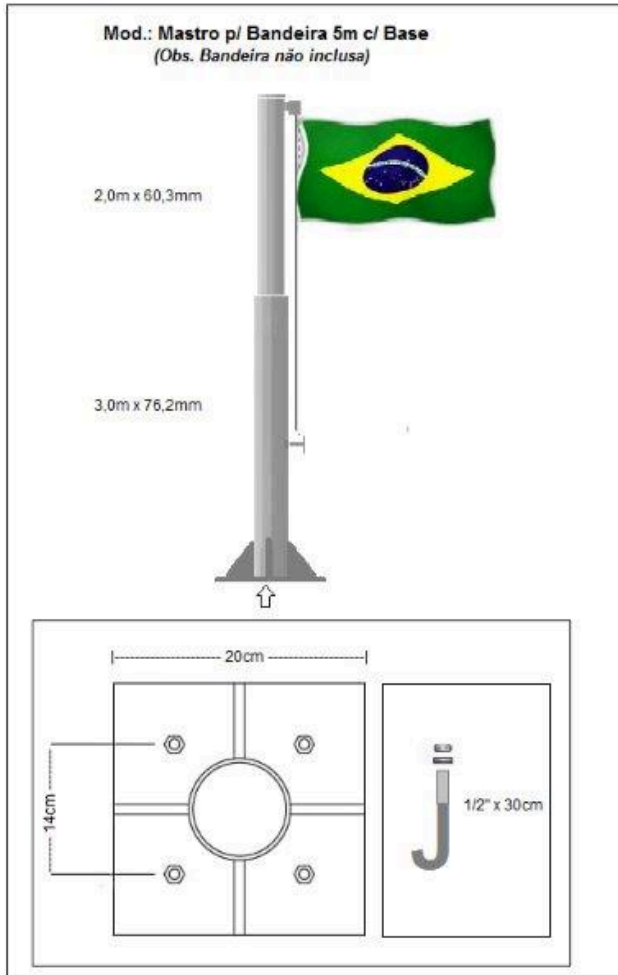 Mod.: Mastro p/ Bandeira 5m c/ Base
(Obs. Bandeira não inclusa)
2,0m x 60,3mm
3,0m x 76,2mm
20cm
14cm
1/2" x 30cm